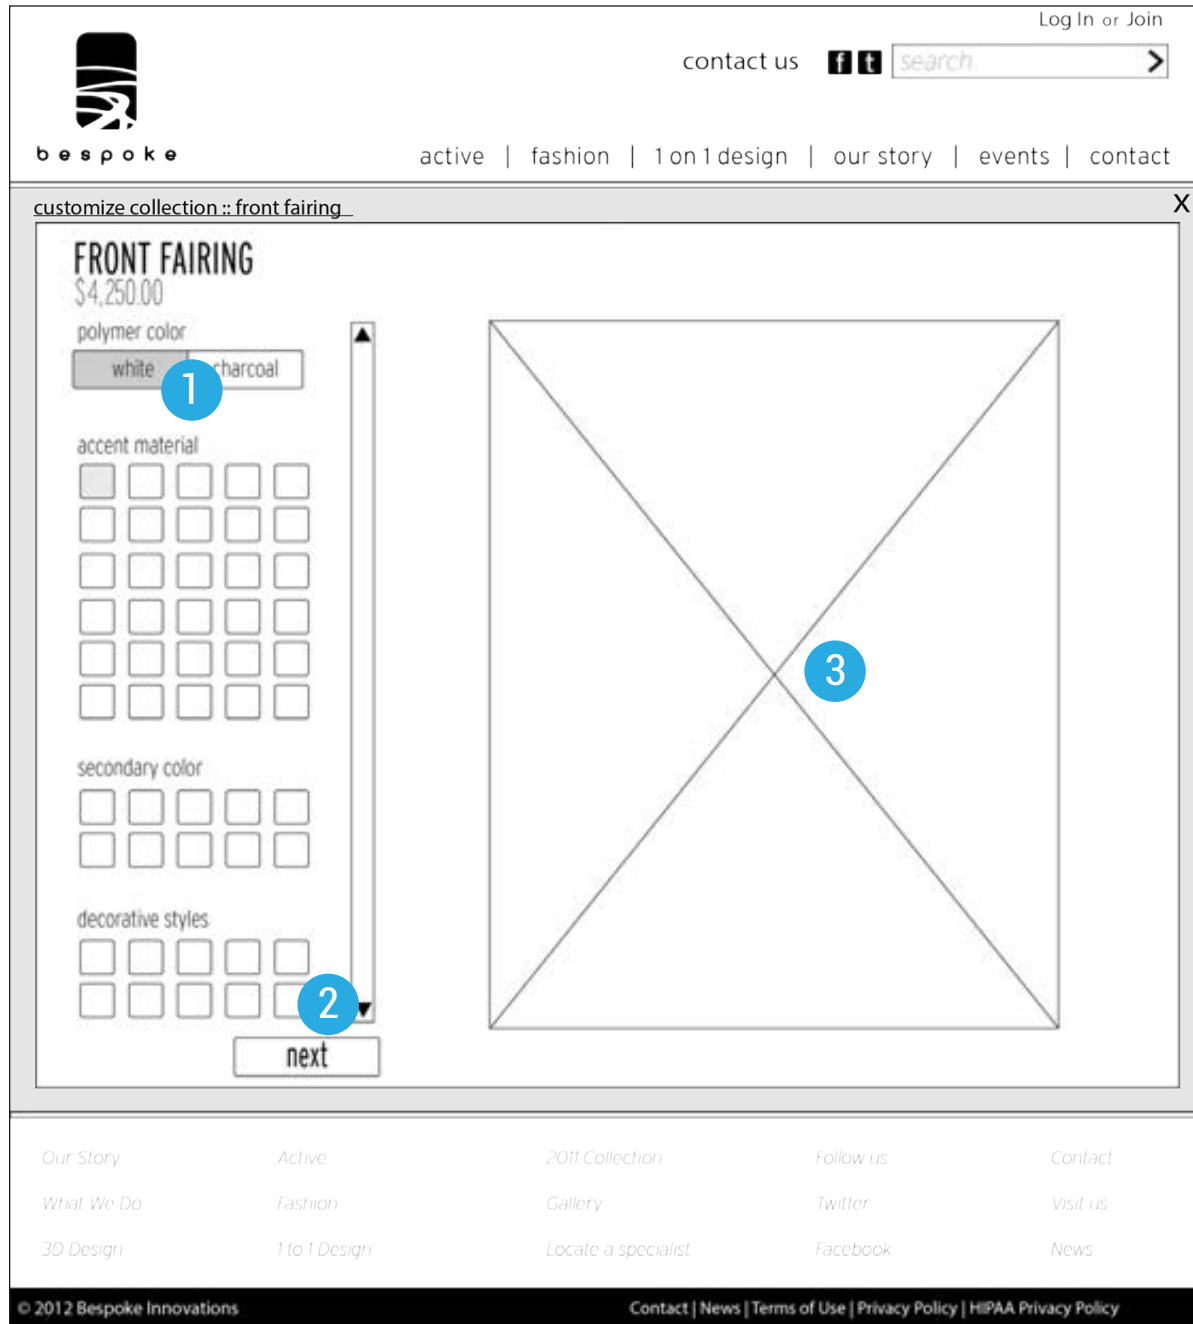 Log In or Join
contact us f t search
bespoke
active | fashion | 1 on 1 design | our story | events | contact
customize collection :: front fairing X
FRONT FAIRING
$4,250.00
polymer color
white 1 charcoal
accent material
3
secondary color
decorative styles
2
next
Our Story Active 2011 Collection Follow us Contact
What We Do Fashion Gallery Twitter Visit us
3D Design 1 to 1 Design Locate a specialist Facebook News
© 2012 Bespoke Innovations Contact | News | Terms of Use | Privacy Policy | HIPAA Privacy Policy